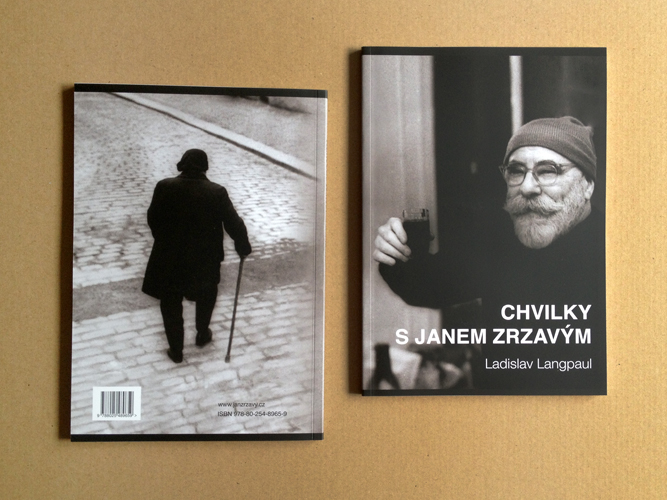 CHVILKY
S JANEM ZRZAVÝM
Ladislav Langpaul
www.janzrzavy.cz
ISBN 978-80-254-8965-9